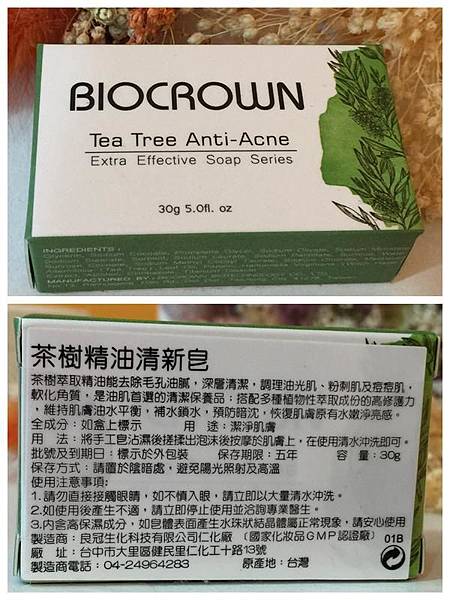 BIOCROWN
Tea Tree Anti-Acne
Extra Effective Soap Series
30g 5.0fl. oz
INGREDIENTS :
茶樹精油清新皂
茶樹萃取精油能去除毛孔油膩，深層清潔，調理油光肌、粉刺肌及痘痘肌，
軟化角質，是油肌首選的清潔保養品；搭配多種植物性萃取成份的高修護力
，維持肌膚油水平衡，補水鎖水，預防暗沈，恢復肌膚原有水嫩淨亮感。
全成分：如盒上標示 用 途：潔淨肌膚
用 法：將手工皂沾濕後搓揉出泡沫後按摩於肌膚上，在使用清水沖洗即可。
批號及到期日：標示於外包裝 保存期限：五年 容 量：30g
保存方式：請置於陰暗處，避免陽光照射及高溫
使用注意事項：
1.請勿直接接觸眼睛，如不慎入眼，請立即以大量清水沖洗。
2.如使用後產生不適，請立即停止使用並洽詢專業醫生。
3.內含高保濕成分，如皂體表面產生水珠狀結晶體屬正常現象，請安心使用
製造商：良冠生化科技有限公司仁化廠 〔國家化妝品GMP認證廠〕 01B
廠 址：台中市大里區健民里仁化工十路13號
製造商電話：04-24964283 原產地：台灣